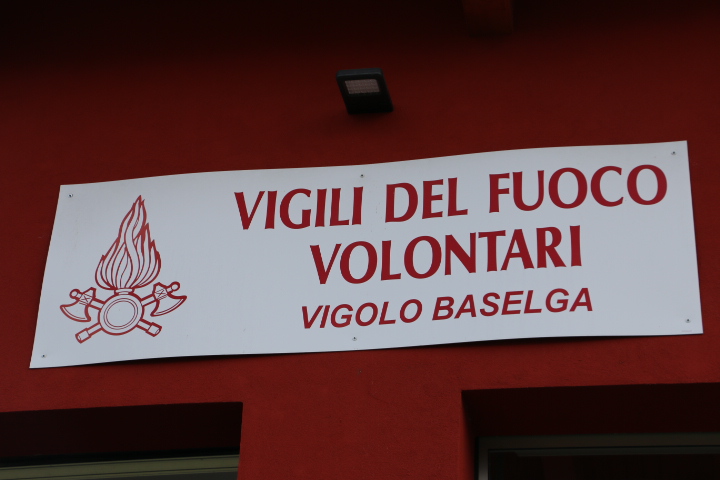 VIGILI DEL FUOCO
VOLONTARI
VIGOLO BASELGA